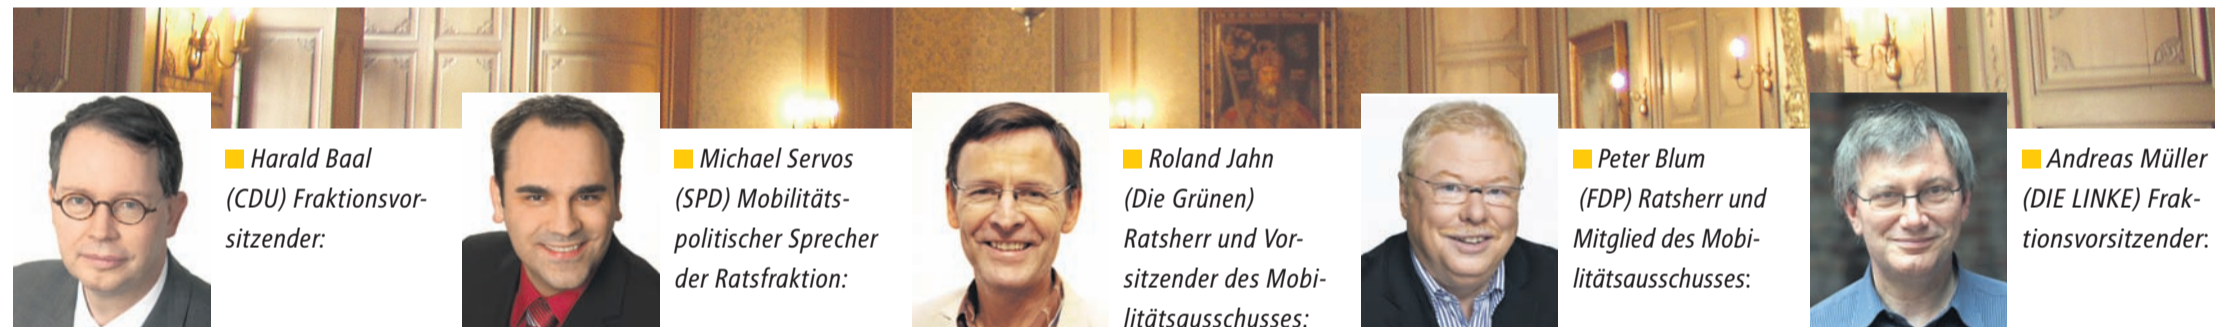 Harald Baal
(CDU) Fraktionsvor-
sitzender:
Michael Servos
(SPD) Mobilitäts-
politischer Sprecher
der Ratsfraktion:
Roland Jahn
(Die Grünen)
Ratsherr und Vor-
sitzender des Mobi-
litätsausschusses:
Peter Blum
(FDP) Ratsherr und
Mitglied des Mobi-
litätsausschusses:
Andreas Müller
(DIE LINKE) Frak-
tionsvorsitzender: